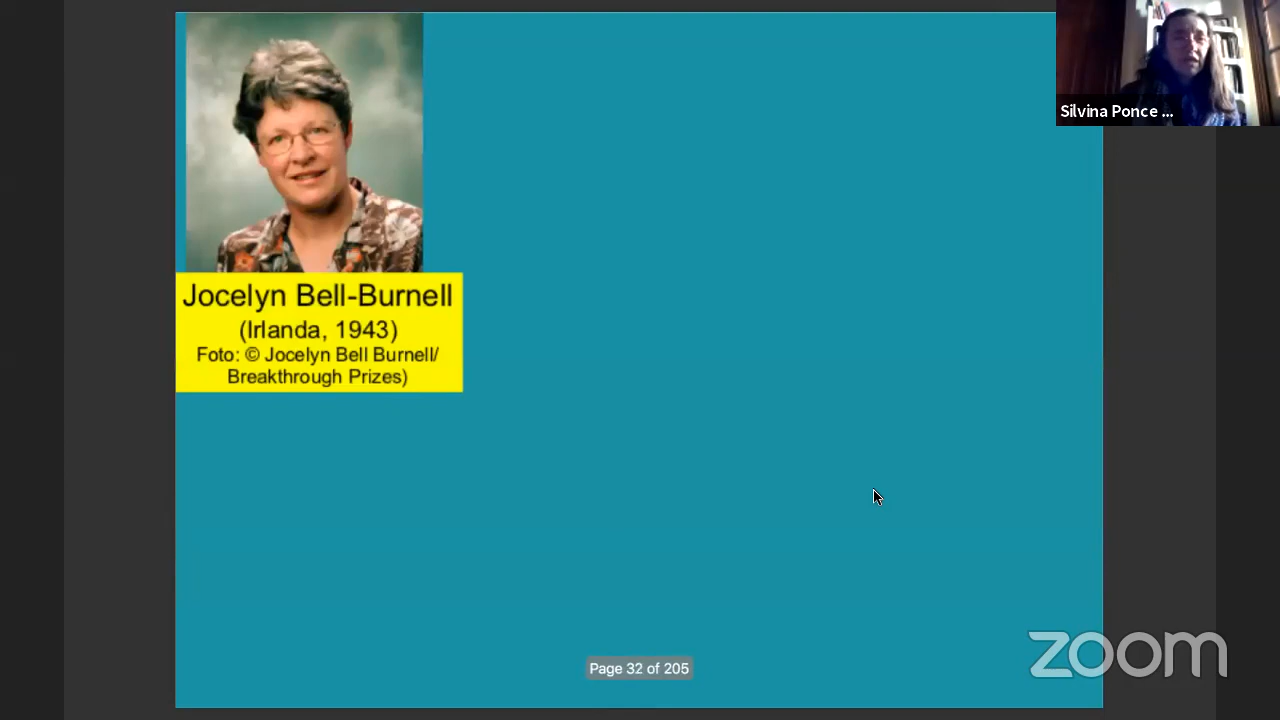 Silvina Ponce ...
Jocelyn Bell-Burnell
(Irlanda, 1943)
Foto: © Jocelyn Bell Burnell/
Breakthrough Prizes)
Page 32 of 205
zoom